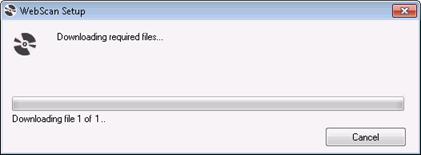 WebScan Setup
Downloading required files...
Downloading file 1 of 1..
Cancel